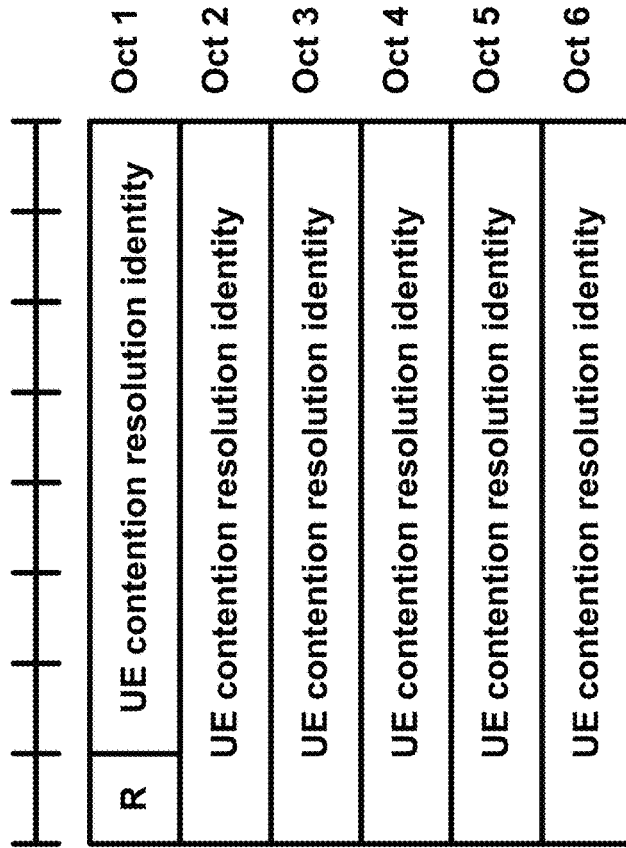 R UE contention resolution identity Oct 1
UE contention resolution identity Oct 2
UE contention resolution identity Oct 3
UE contention resolution identity Oct 4
UE contention resolution identity Oct 5
UE contention resolution identity Oct 6